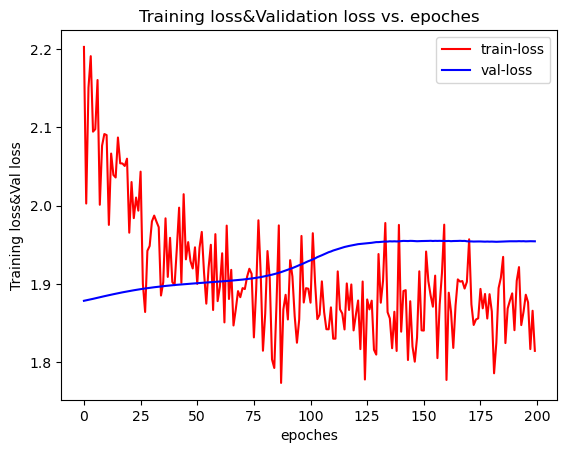 Training loss&Validation loss vs. epoches
train-loss
val-loss
Training loss&Val loss
2.2
2.1
2.0
1.9
1.8
0
25
50
75
100
125
150
175
200
epoches